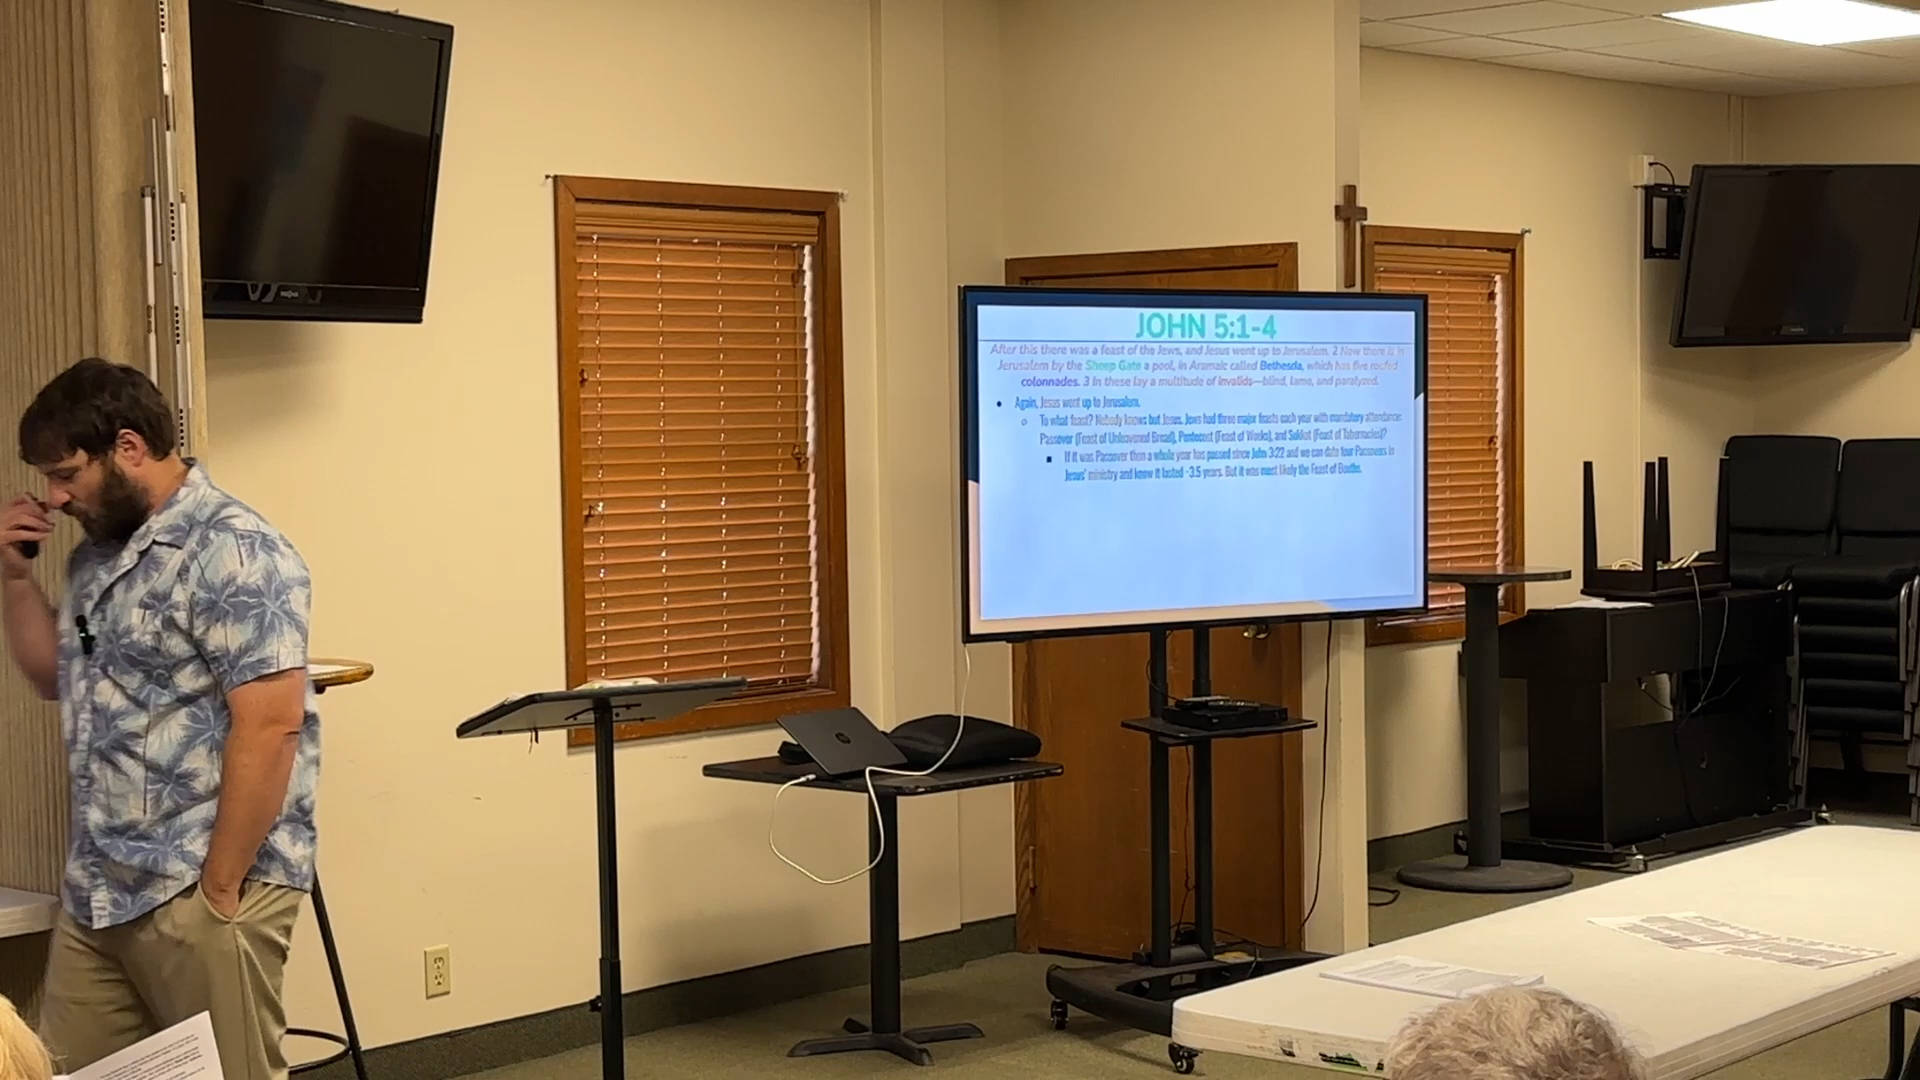 JOHN 5:1-4
After this there was a feast of the Jews, and Jesus went up to Jerusalem. 2 Now there is in
Jerusalem by the Sheep Gate a pool, in Aramaic called Bethesda, which has five roofed
colonnades. 3 In these lay a multitude of invalids—blind, lame, and paralyzed.
• Again, Jesus went up to Jerusalem.
○ To what feast? Nobody knows but Jesus. Jews had three major feasts each year with mandatory attendance:
Passover (Feast of Unleavened Bread), Pentecost (Feast of Weeks), and Sukkot (Feast of Tabernacles)?
■ If it was Passover then a whole year has passed since John 3:22 and we can date four Passovers in
Jesus' ministry and know it lasted ~3.5 years. But it was most likely the Feast of Booths.